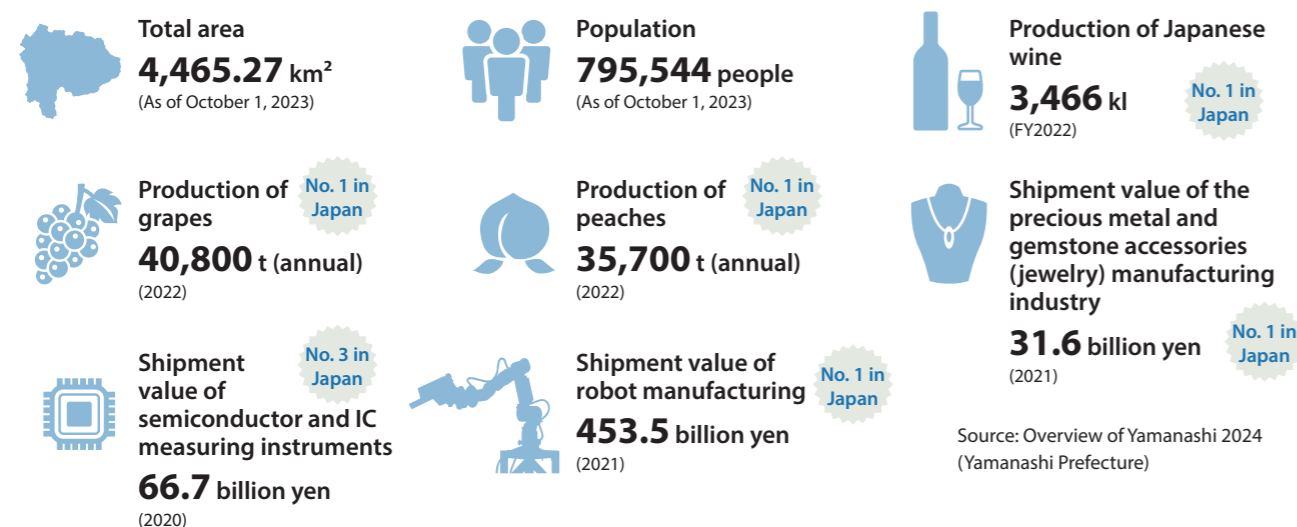 Total area
4,465.27 km²
(As of October 1, 2023)
Population
795,544 people
(As of October 1, 2023)
Production of Japanese
wine
3,466 kl
(FY2022)
No. 1 in
Japan
Production of
grapes
40,800 t (annual)
(2022)
No. 1 in
Japan
Production of
peaches
35,700 t (annual)
(2022)
No. 1 in
Japan
Shipment value of the
precious metal and
gemstone accessories
(jewelry) manufacturing
industry
31.6 billion yen
(2021)
No. 1 in
Japan
Shipment
value of
semiconductor and IC
measuring instruments
66.7 billion yen
(2020)
No. 3 in
Japan
Shipment value of
robot manufacturing
453.5 billion yen
(2021)
No. 1 in
Japan
Source: Overview of Yamanashi 2024
(Yamanashi Prefecture)